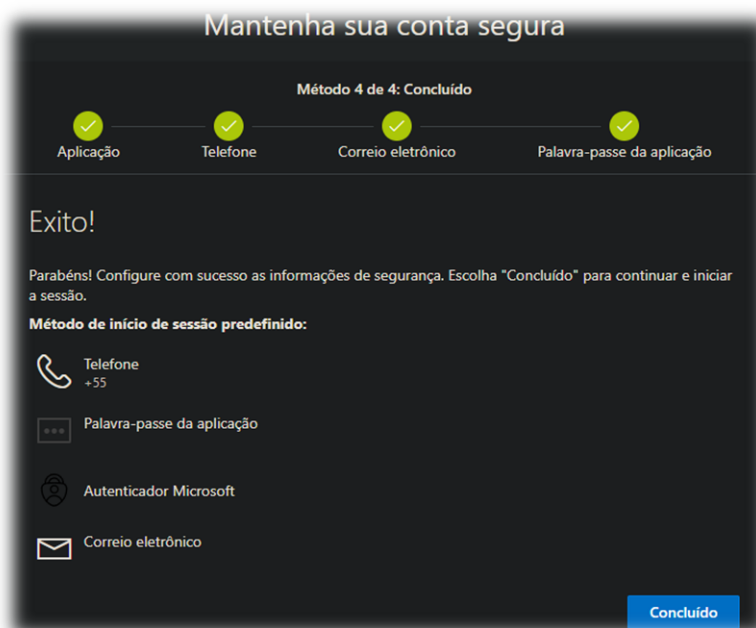 Mantenha sua conta segura
Método 4 de 4: Concluído
Aplicação
Telefone
Correio eletrônico
Palavra-passe da aplicação
Exito!
Parabéns! Configure com sucesso as informações de segurança. Escolha "Concluído" para continuar e iniciar
a sessão.
Método de início de sessão predefinido:
Telefone
+55
Palavra-passe da aplicação
Autenticador Microsoft
Correio eletrônico
Concluído